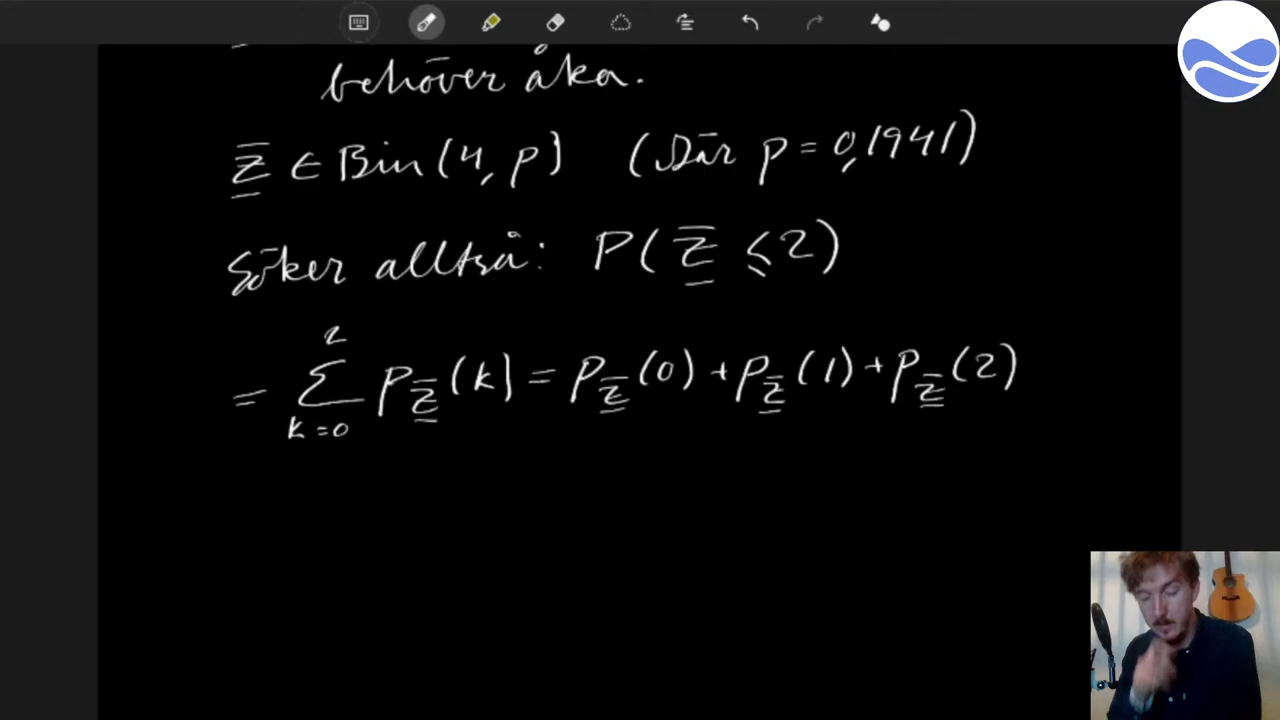 behöver åka.
Z ∈ Bin(4, p) (Där p = 0,1941)
Söker alltså: P(Z ≤ 2)
= ∑_{k=0}^{2} p_Z(k) = p_Z(0) + p_Z(1) + p_Z(2)